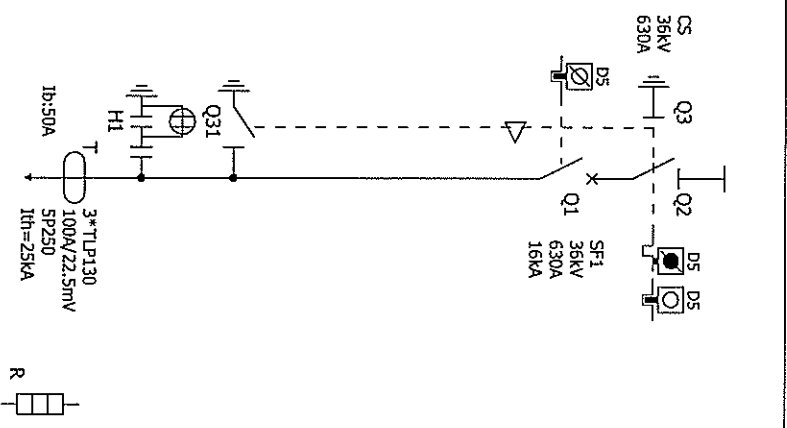 CS
36kV
630A
Q3
Q2
D5
D5
D5
Q1
SF1
36kV
630A
16kA
Q31
H1
Ib:50A
T
3*TLP130
100A/22.5mV
5P250
Ith=25kA
R